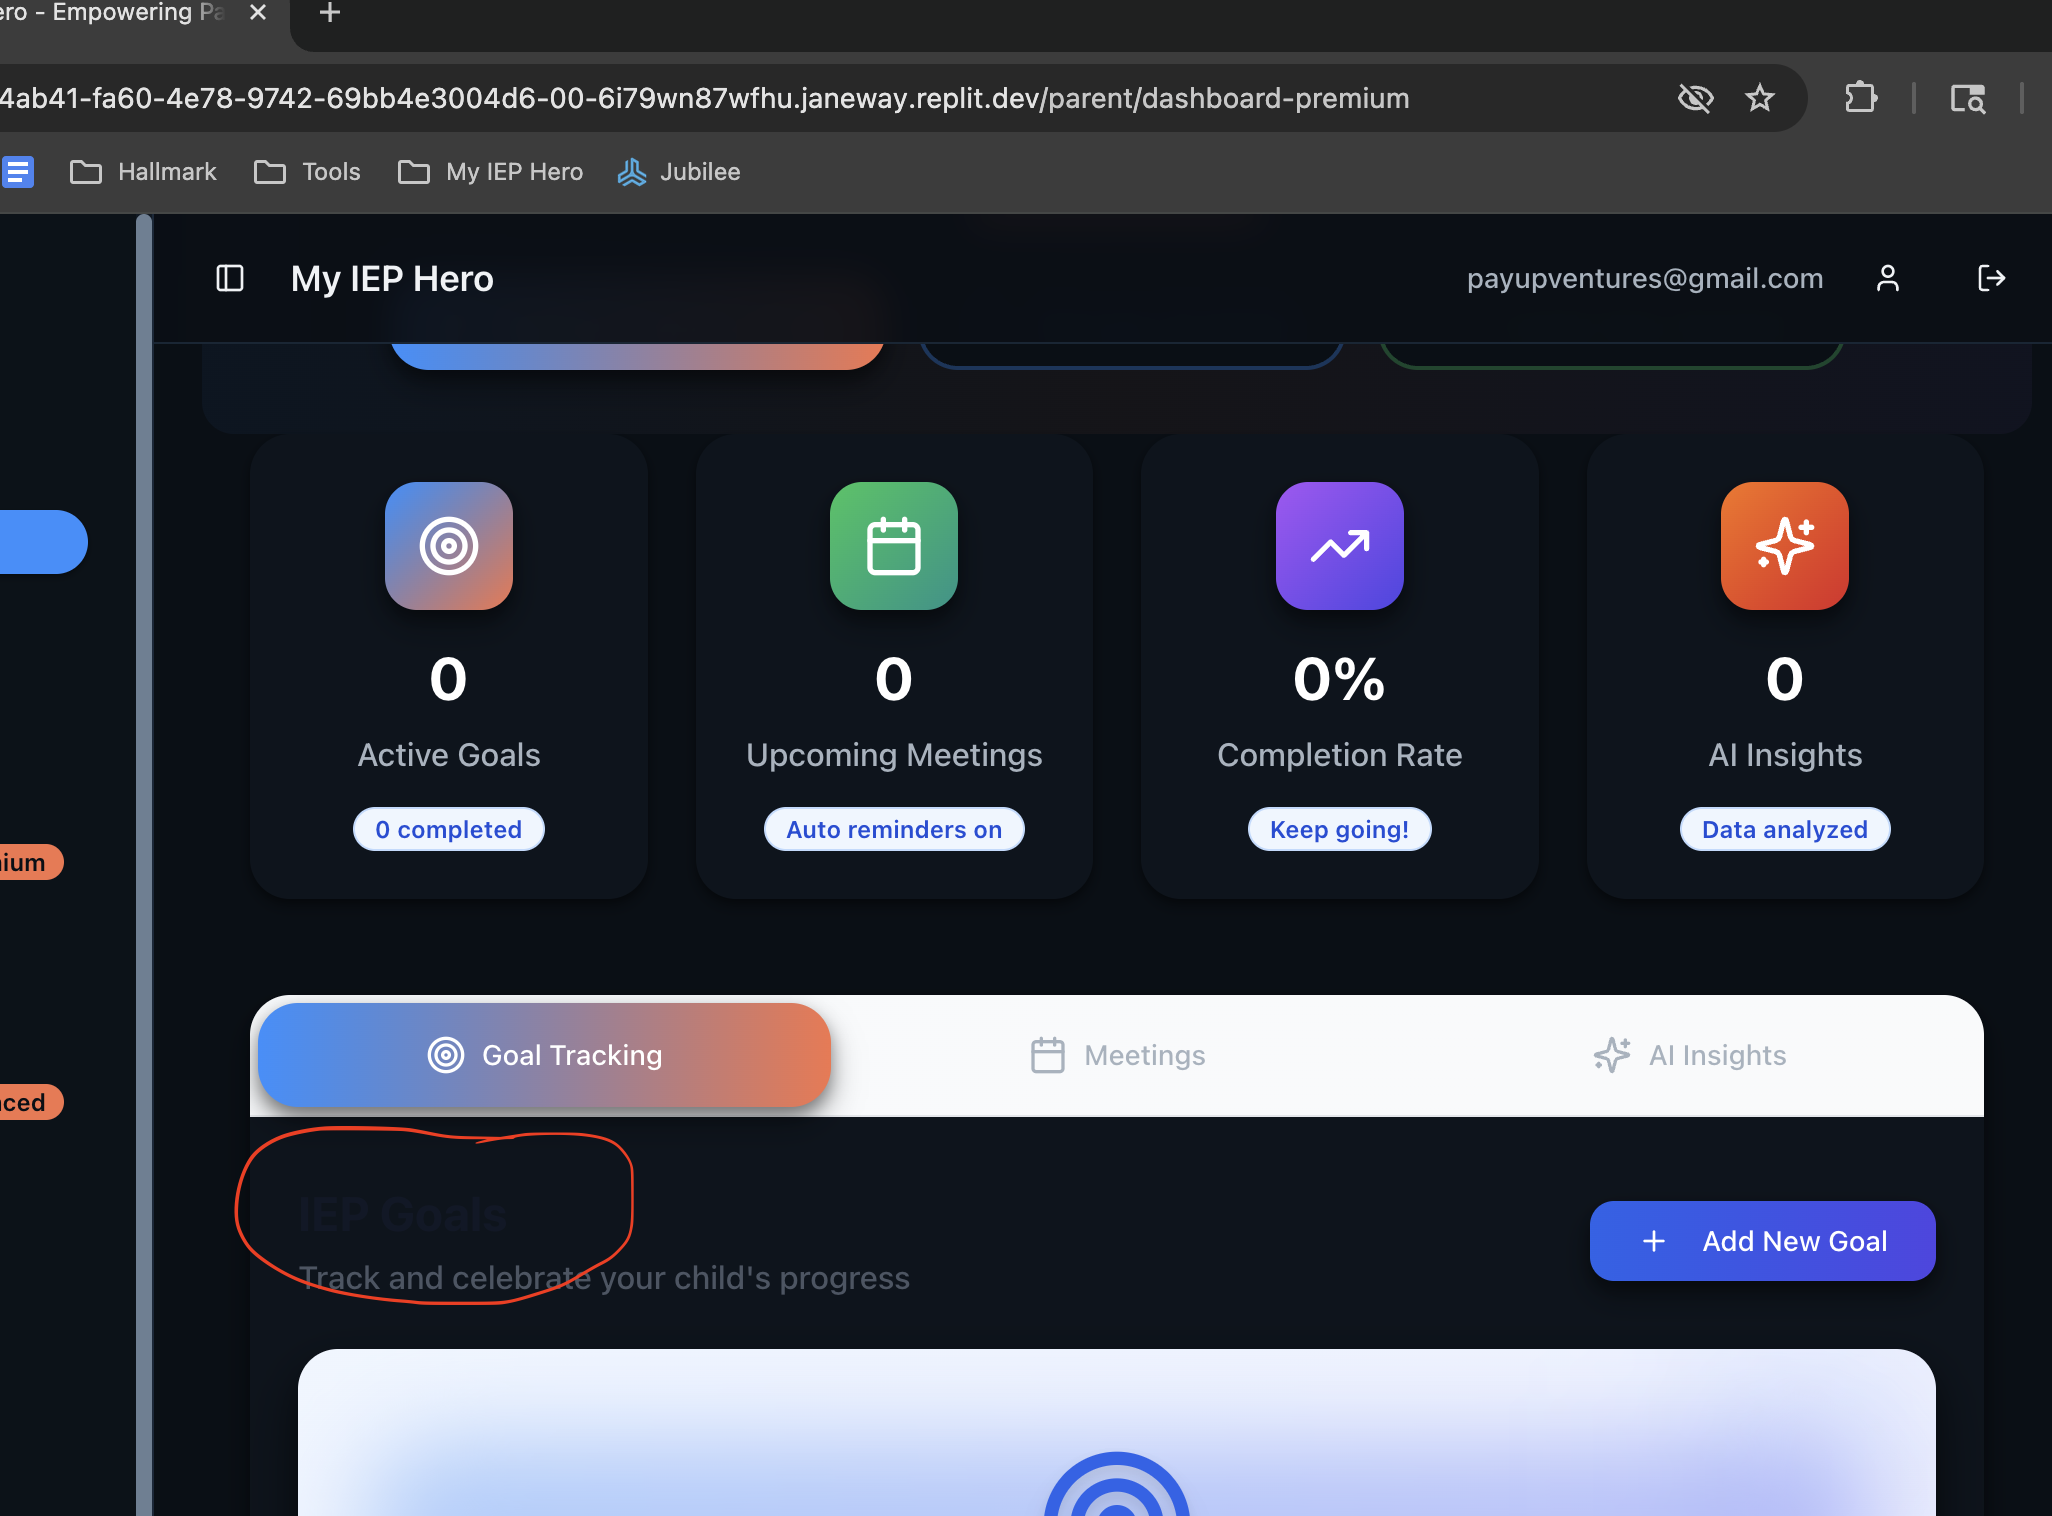 ero - Empowering Pa
4ab41-fa60-4e78-9742-69bb4e3004d6-00-6i79wn87wfhu.janeway.replit.dev/parent/dashboard-premium
Hallmark Tools My IEP Hero Jubilee
My IEP Hero payupventures@gmail.com
0 0 0% 0
Active Goals Upcoming Meetings Completion Rate AI Insights
0 completed Auto reminders on Keep going! Data analyzed
ium
Goal Tracking Meetings AI Insights
ced
IEP Goals
Add New Goal
Track and celebrate your child's progress